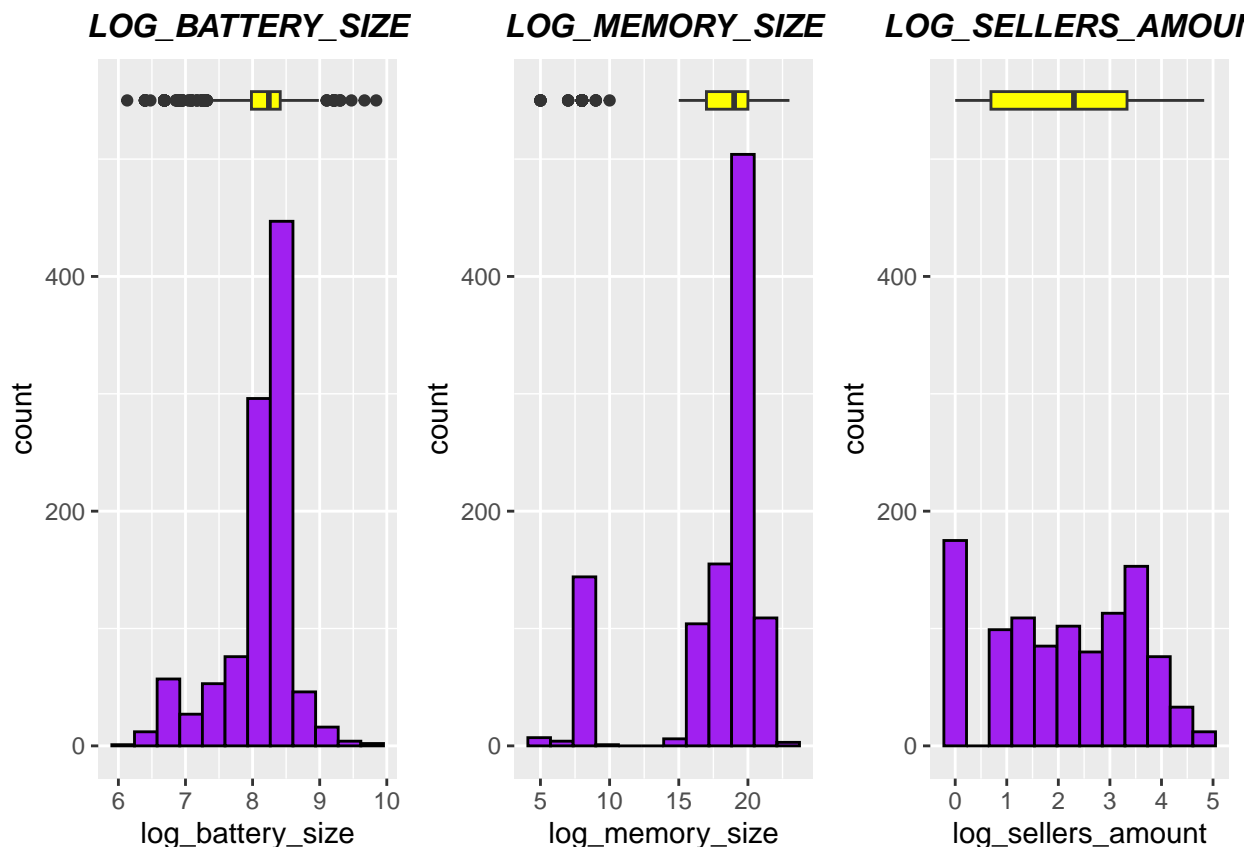 LOG_BATTERY_SIZE
LOG_MEMORY_SIZE
LOG_SELLERS_AMOU
count
400
200
0
6 7 8 9 10
log_battery_size
count
400
200
0
5 10 15 20
log_memory_size
count
400
200
0
0 1 2 3 4 5
log_sellers_amount